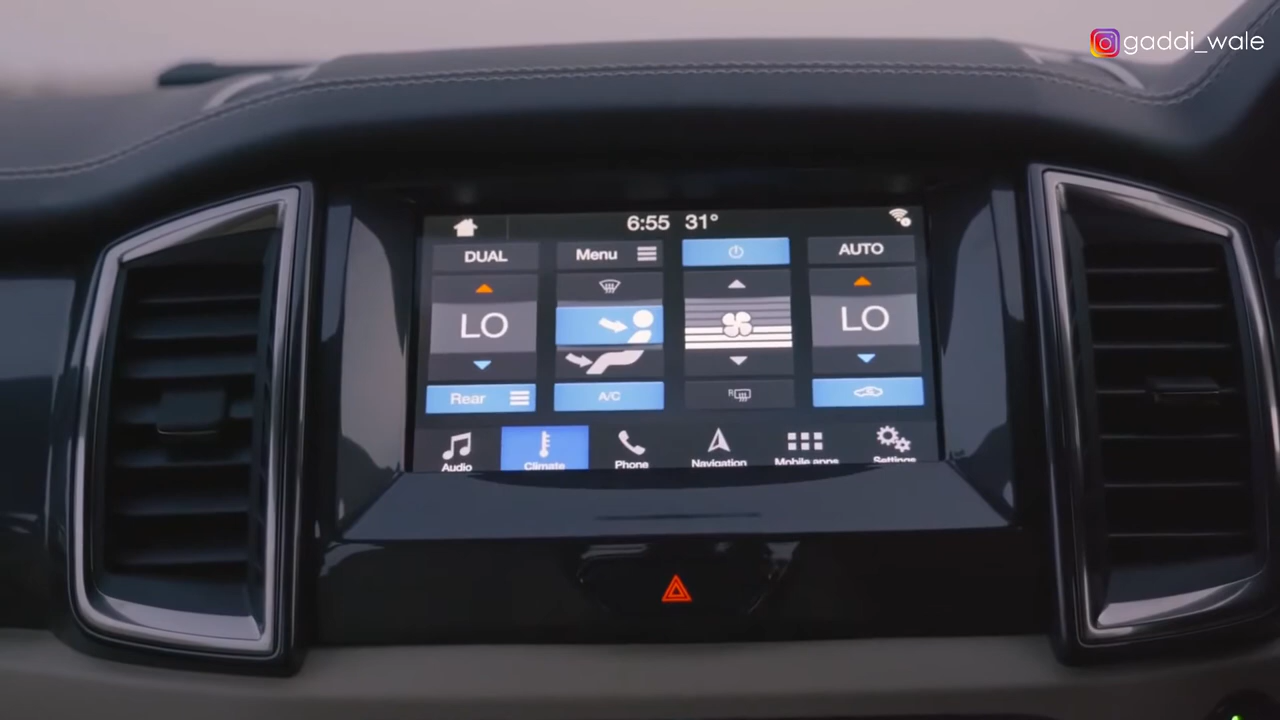 gaddi_wale
6:55 31°
DUAL Menu AUTO
LO LO
Rear A/C R
Audio Climate Phone Navigation Mobile apps Settings